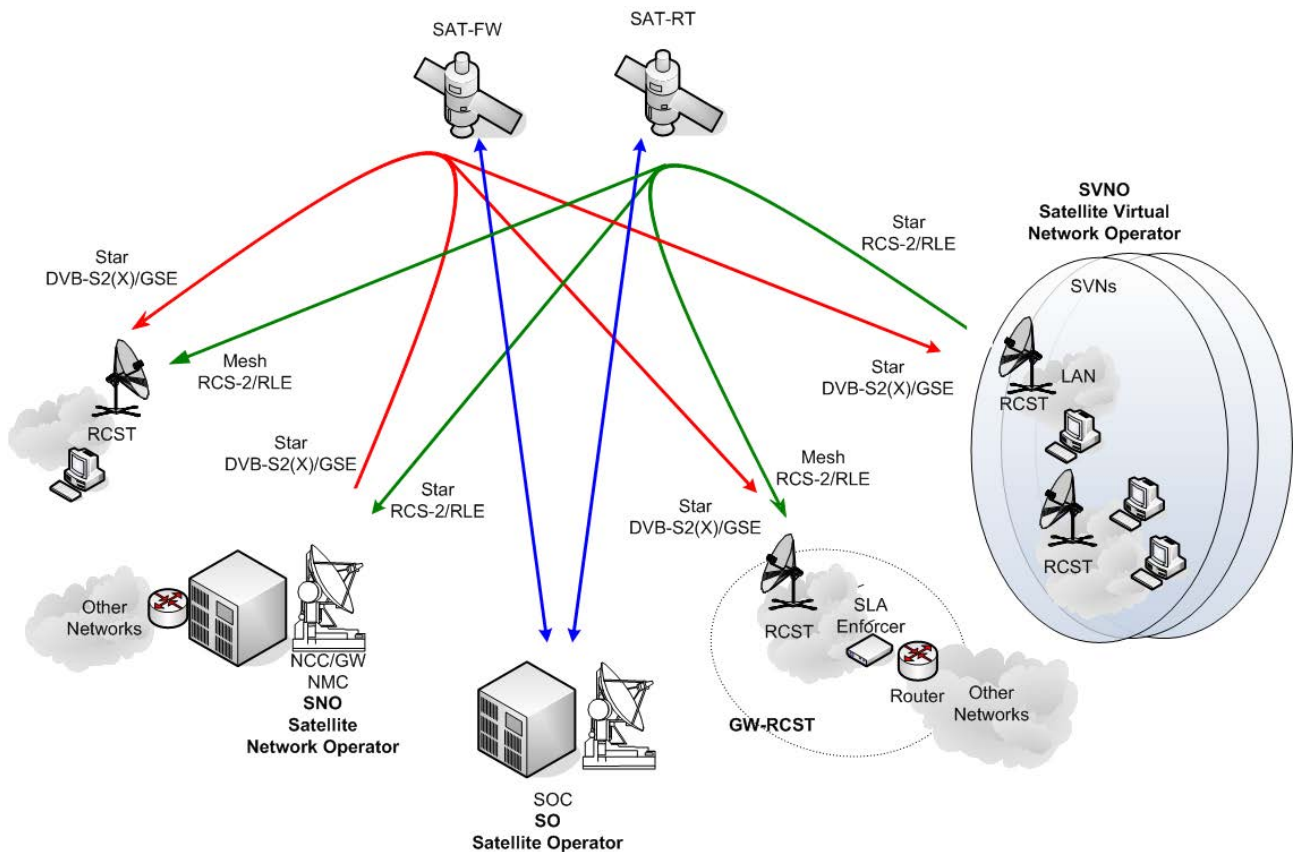 SAT-FW
SAT-RT
SVNO
Satellite Virtual
Network Operator
Star
RCS-2/RLE
Star
DVB-S2(X)/GSE
SVNs
Mesh
RCS-2/RLE
Star
DVB-S2(X)/GSE
LAN
RCST
RCST
Star
DVB-S2(X)/GSE
Mesh
RCS-2/RLE
Star
RCS-2/RLE
Star
DVB-S2(X)/GSE
RCST
Other
Networks
RCST
SLA
Enforcer
NCC/GW
NMC
SNO
Satellite
Network Operator
Router
Other
Networks
GW-RCST
SOC
SO
Satellite Operator